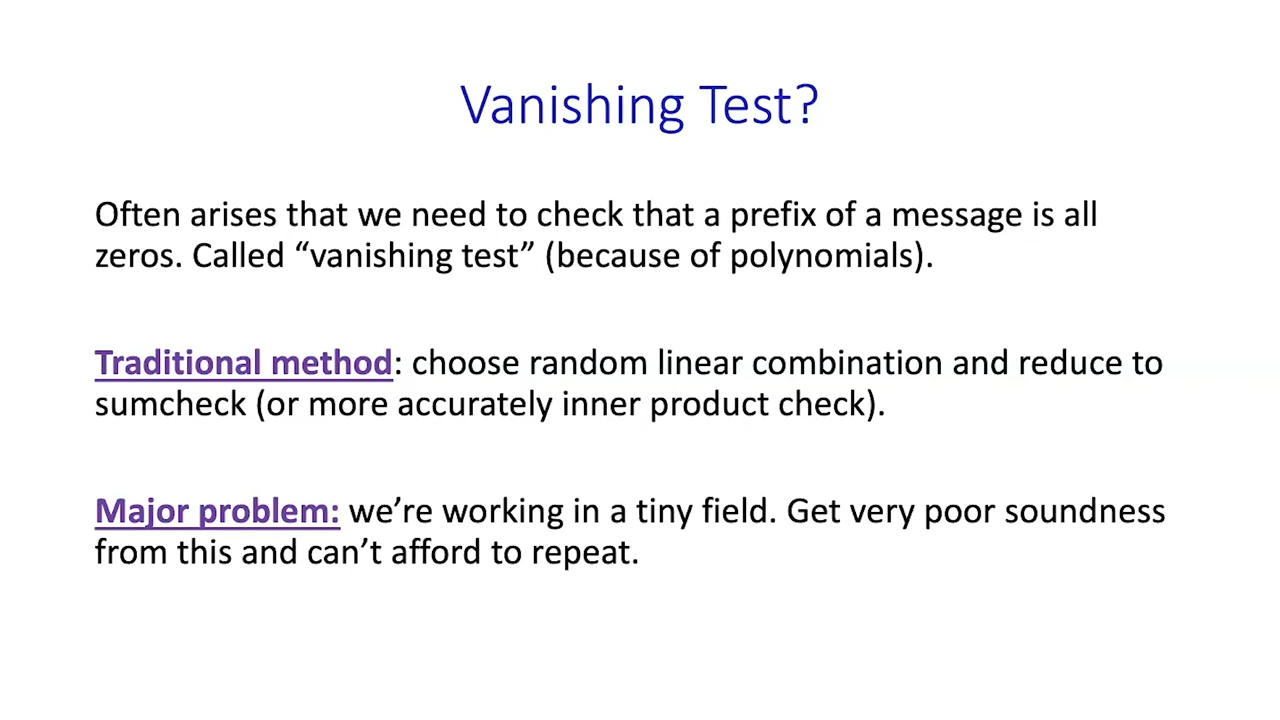 Vanishing Test?
Often arises that we need to check that a prefix of a message is all
zeros. Called “vanishing test” (because of polynomials).
Traditional method: choose random linear combination and reduce to
sumcheck (or more accurately inner product check).
Major problem: we’re working in a tiny field. Get very poor soundness
from this and can’t afford to repeat.